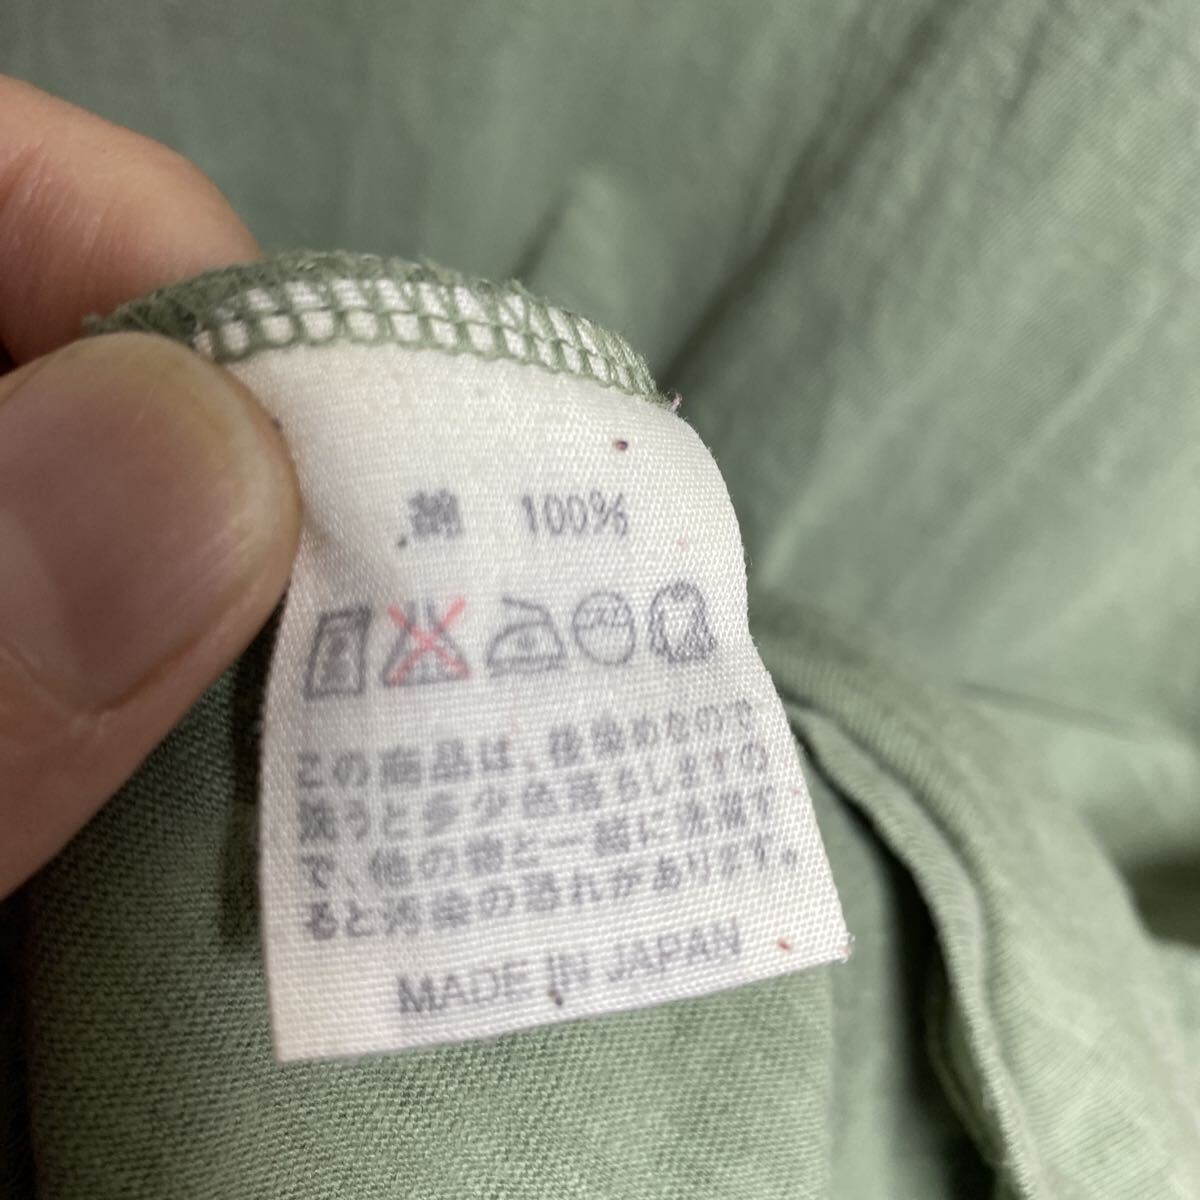 綿 100%
この商品は、後染めなので
洗うと多少色落ちしますの
で、他の物と一緒に洗濯す
ると汚染の恐れがあります。
MADE IN JAPAN